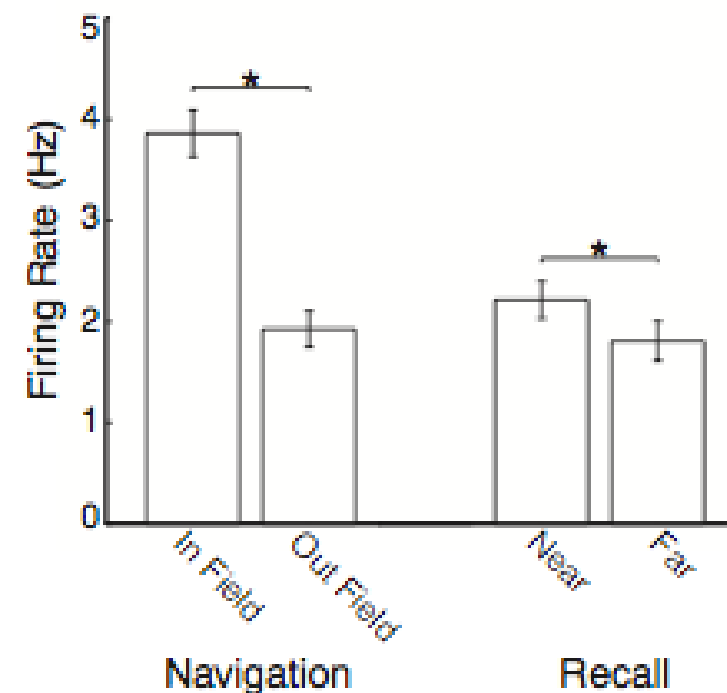 5
4
3
2
1
0
Firing Rate (Hz)
*
*
In Field
Out Field
Near
Far
Navigation
Recall